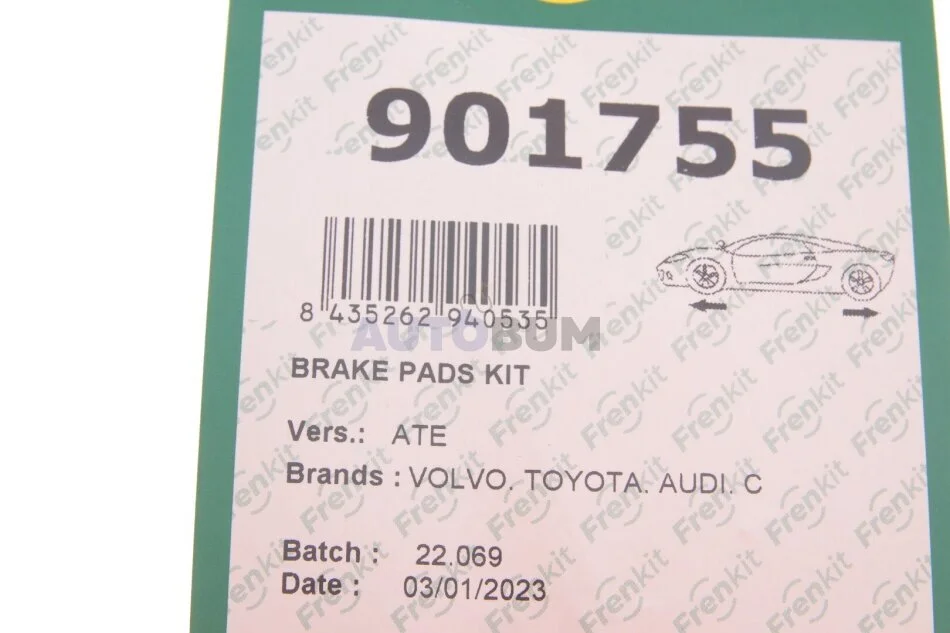 901755
8 435262 940535
AUTOBUM
BRAKE PADS KIT
Vers.: ATE
Brands : VOLVO. TOYOTA. AUDI. C
Batch : 22.069
Date : 03/01/2023
Frenkit